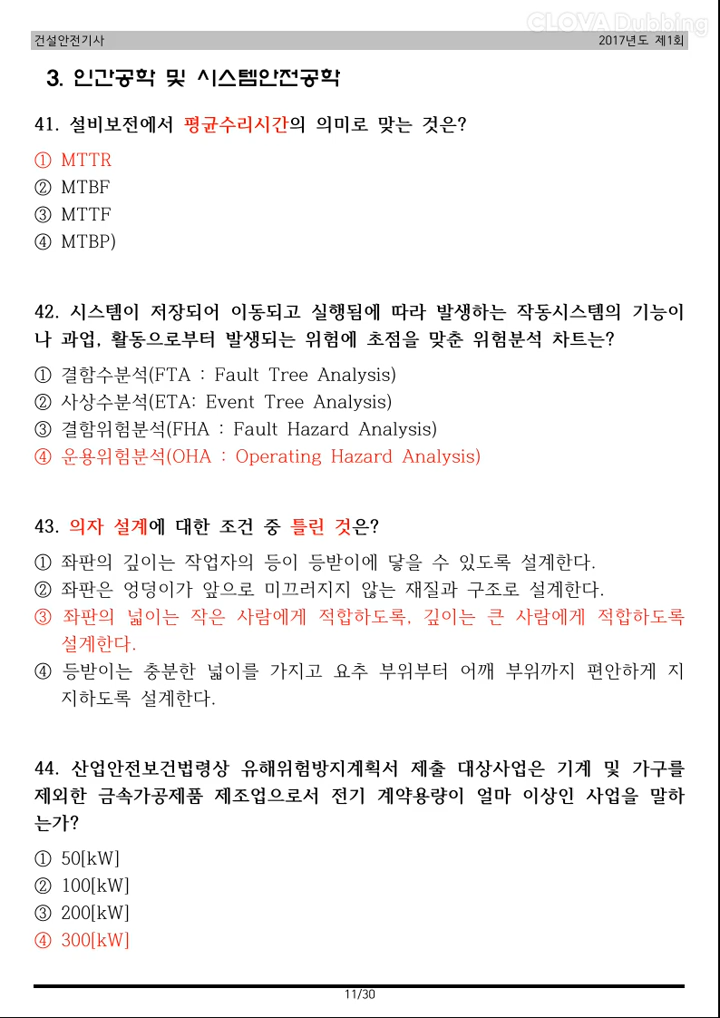 CLOVA Dubbing
건설안전기사 2017년도 제1회
3. 인간공학 및 시스템안전공학
41. 설비보전에서 평균수리시간의 의미로 맞는 것은?
① MTTR
② MTBF
③ MTTF
④ MTBP)
42. 시스템이 저장되어 이동되고 실행됨에 따라 발생하는 작동시스템의 기능이
나 과업, 활동으로부터 발생되는 위험에 초점을 맞춘 위험분석 차트는?
① 결함수분석(FTA : Fault Tree Analysis)
② 사상수분석(ETA: Event Tree Analysis)
③ 결함위험분석(FHA : Fault Hazard Analysis)
④ 운용위험분석(OHA : Operating Hazard Analysis)
43. 의자 설계에 대한 조건 중 틀린 것은?
① 좌판의 깊이는 작업자의 등이 등받이에 닿을 수 있도록 설계한다.
② 좌판은 엉덩이가 앞으로 미끄러지지 않는 재질과 구조로 설계한다.
③ 좌판의 넓이는 작은 사람에게 적합하도록, 깊이는 큰 사람에게 적합하도록
설계한다.
④ 등받이는 충분한 넓이를 가지고 요추 부위부터 어깨 부위까지 편안하게 지
지하도록 설계한다.
44. 산업안전보건법령상 유해위험방지계획서 제출 대상사업은 기계 및 가구를
제외한 금속가공제품 제조업으로서 전기 계약용량이 얼마 이상인 사업을 말하
는가?
① 50[kW]
② 100[kW]
③ 200[kW]
④ 300[kW]
11/30